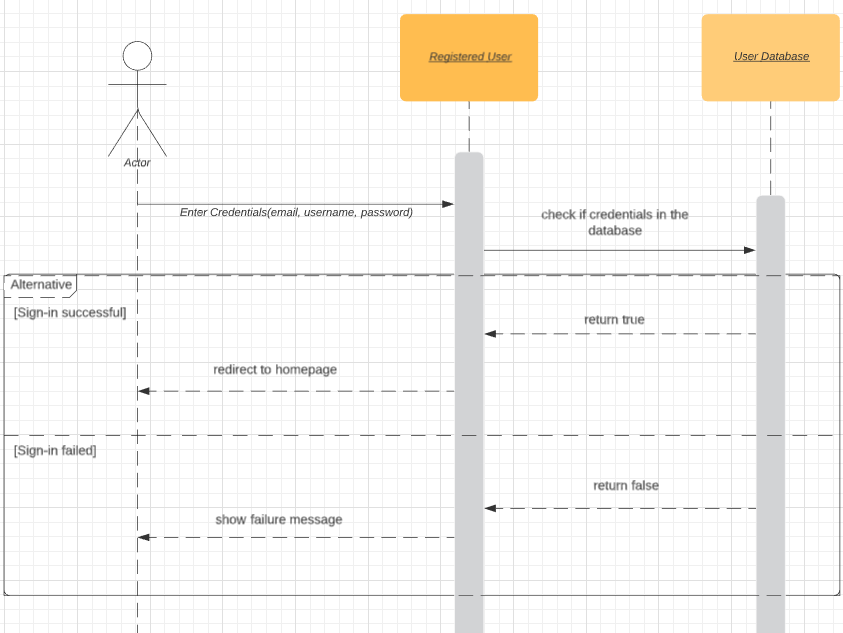 Registered User
User Database
Actor
Enter Credentials(email, username, password)
check if credentials in the
database
Alternative
[Sign-in successful]
return true
redirect to homepage
[Sign-in failed]
return false
show failure message